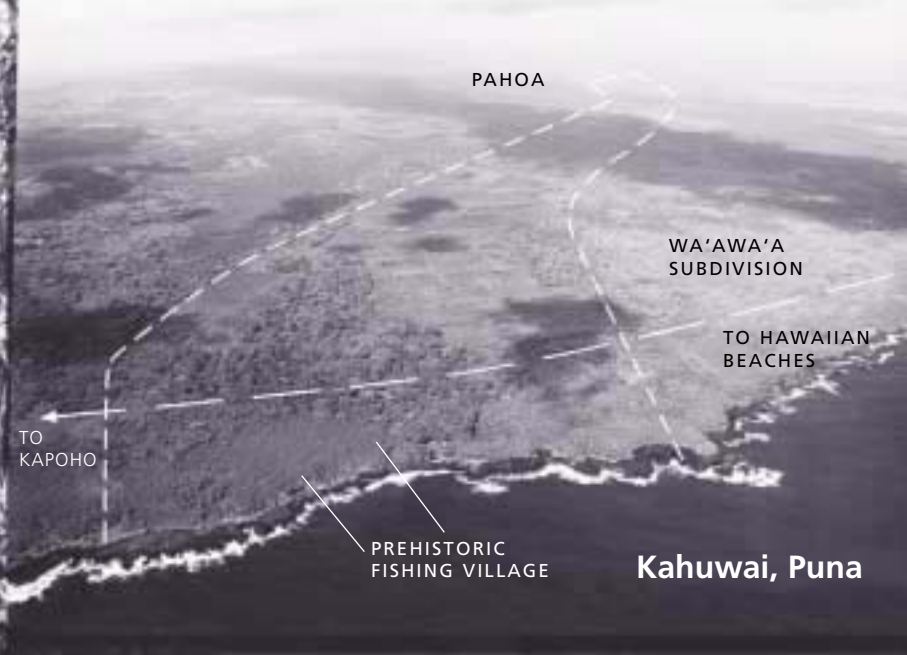 PAHOA
WA‘AWA‘A
SUBDIVISION
TO HAWAIIAN
BEACHES
TO
KAPOHO
PREHISTORIC
FISHING VILLAGE
Kahuwai, Puna